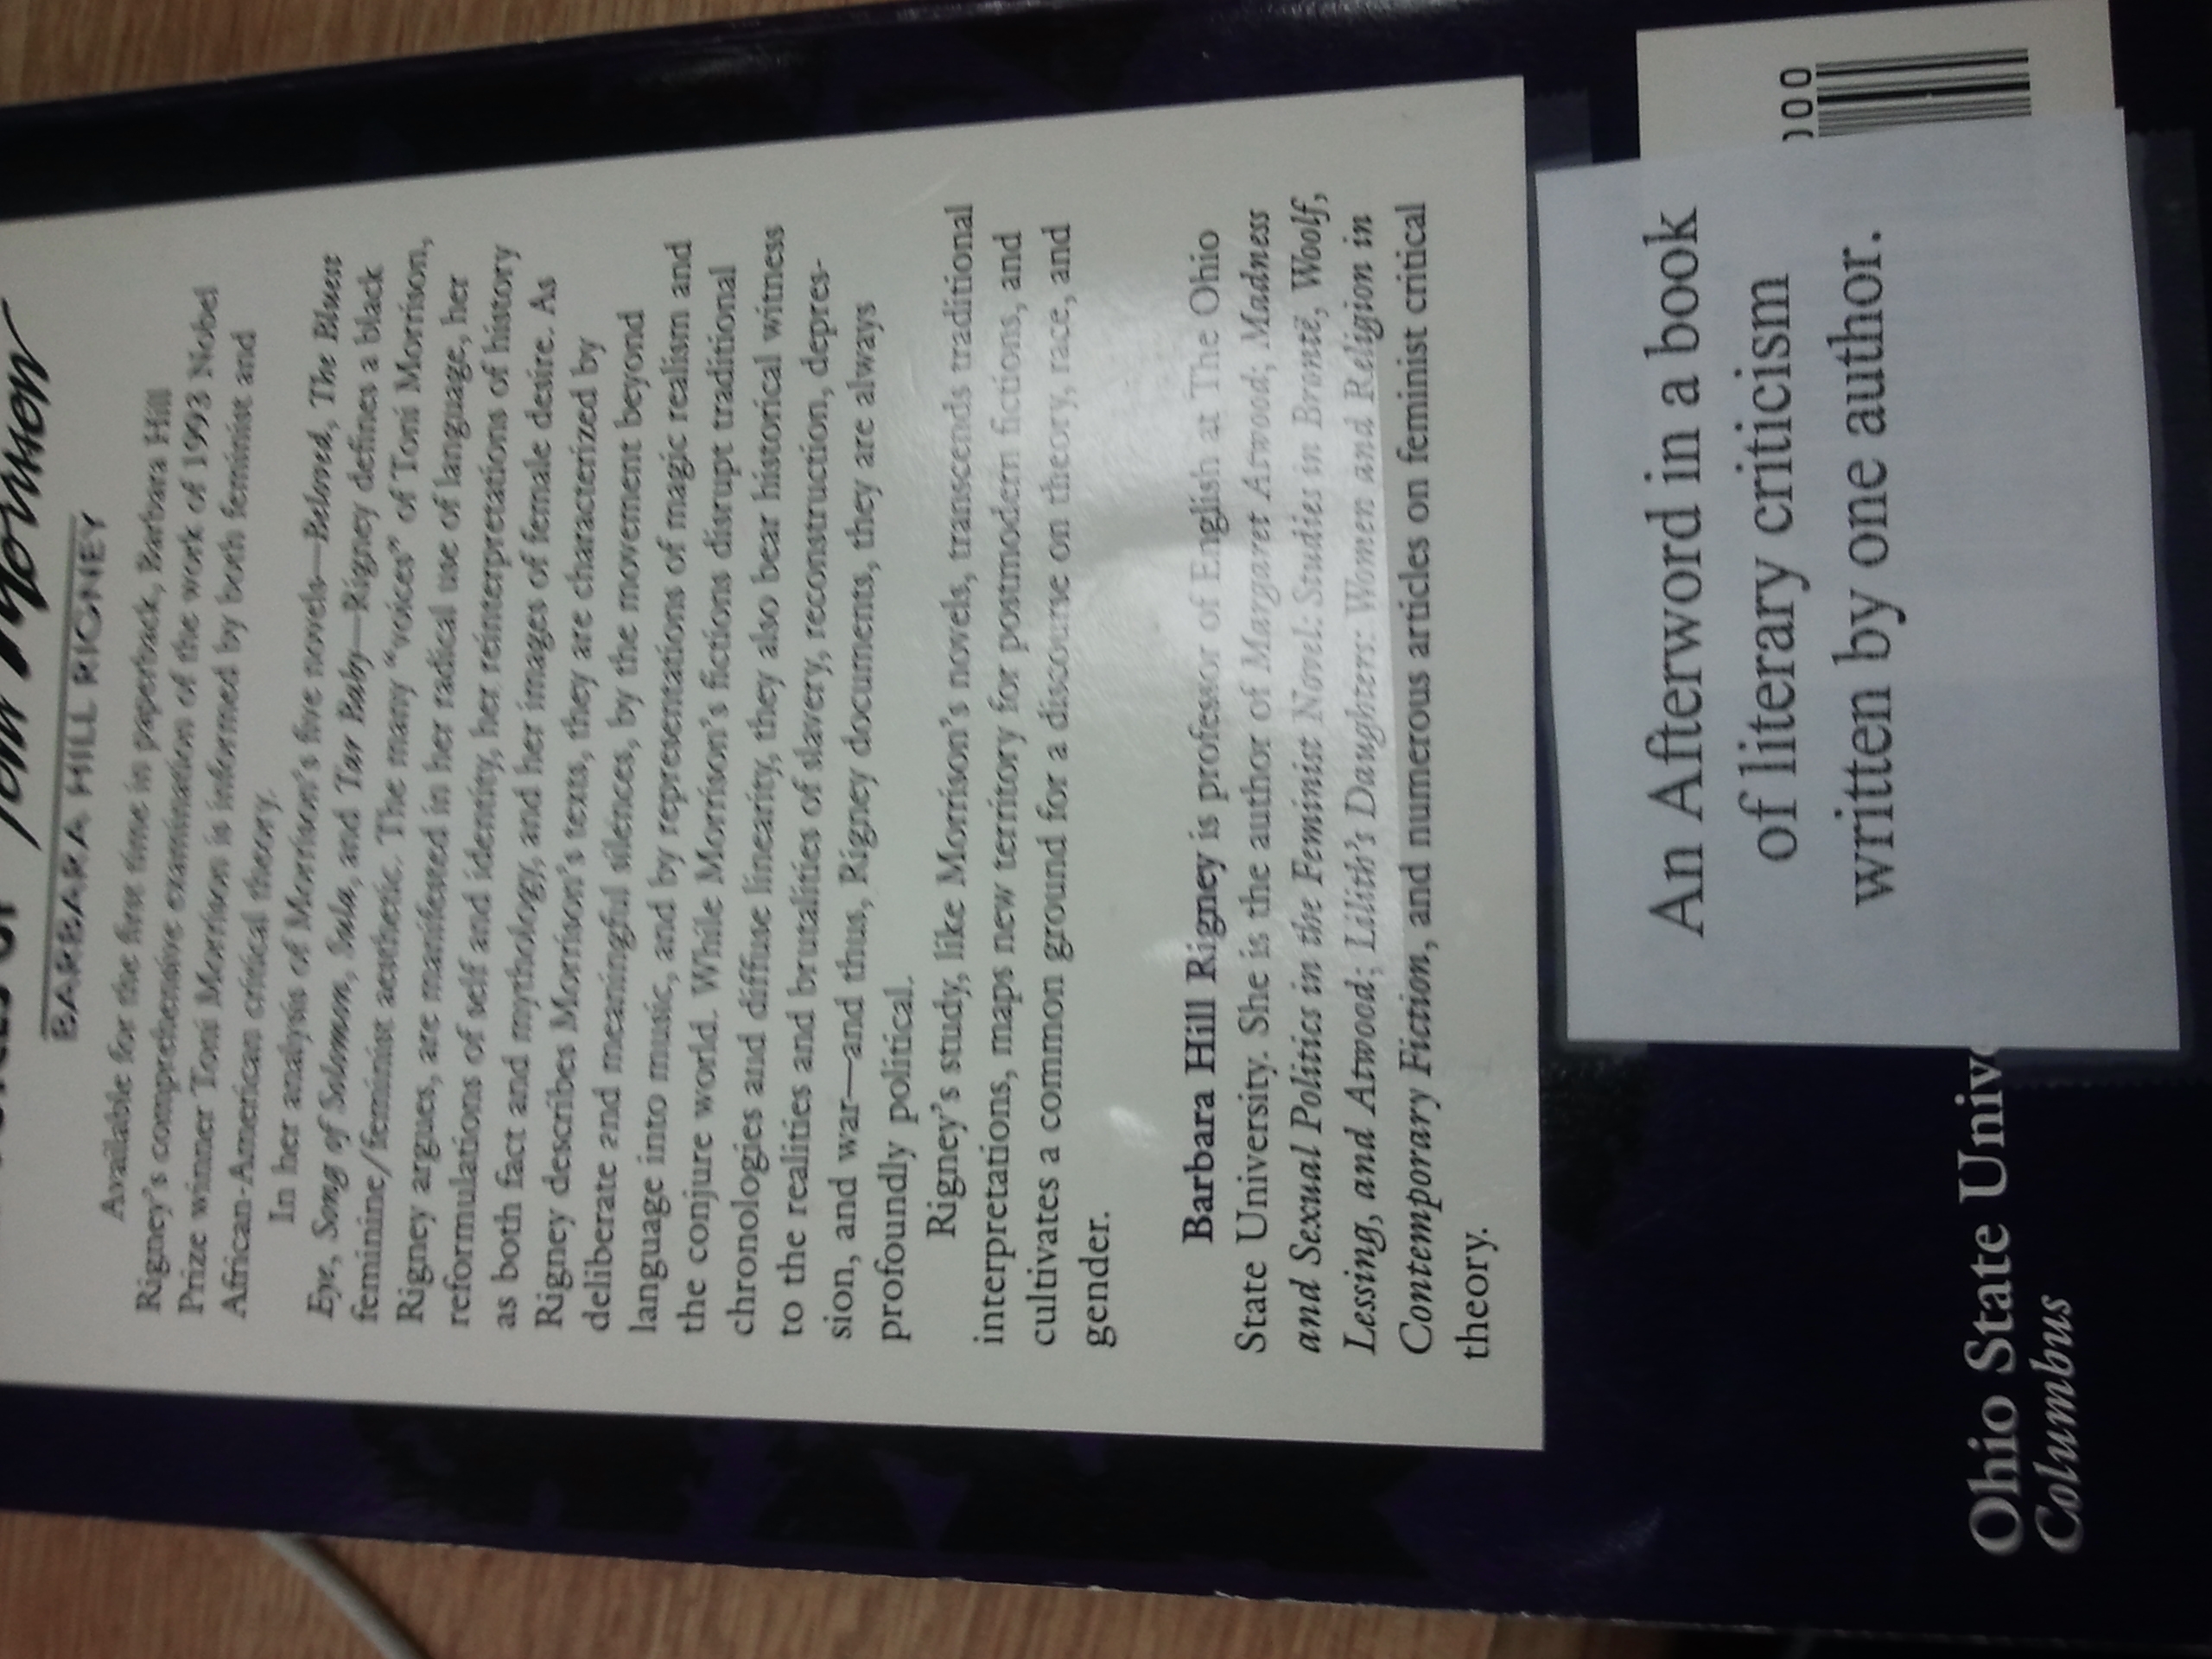 Toni Morrison
BARBARA HILL RIGNEY
Available for the first time in paperback, Barbara Hill
Rigney's comprehensive examination of the work of 1993 Nobel
Prize winner Toni Morrison is informed by both feminist and
African-American critical theory.
In her analysis of Morrison's five novels—Beloved, The Bluest
Eye, Song of Solomon, Sula, and Tar Baby—Rigney defines a black
feminine/feminist aesthetic. The many "voices" of Toni Morrison,
Rigney argues, are manifested in her radical use of language, her
reformulations of self and identity, her reinterpretations of history
as both fact and mythology, and her images of female desire. As
Rigney describes Morrison's texts, they are characterized by
deliberate and meaningful silences, by the movement beyond
language into music, and by representations of magic realism and
the conjure world. While Morrison's fictions disrupt traditional
chronologies and diffuse linearity, they also bear historical witness
to the realities and brutalities of slavery, reconstruction, depres-
sion, and war—and thus, Rigney documents, they are always
profoundly political.
Rigney's study, like Morrison's novels, transcends traditional
interpretations, maps new territory for postmodern fictions, and
cultivates a common ground for a discourse on theory, race, and
gender.
Barbara Hill Rigney is professor of English at The Ohio
State University. She is the author of Margaret Atwood; Madness
and Sexual Politics in the Feminist Novel: Studies in Brontë, Woolf,
Lessing, and Atwood; Lilith's Daughters: Women and Religion in
Contemporary Fiction, and numerous articles on feminist critical
theory.
An Afterword in a book
of literary criticism
written by one author.
00
Ohio State Unive
Columbus